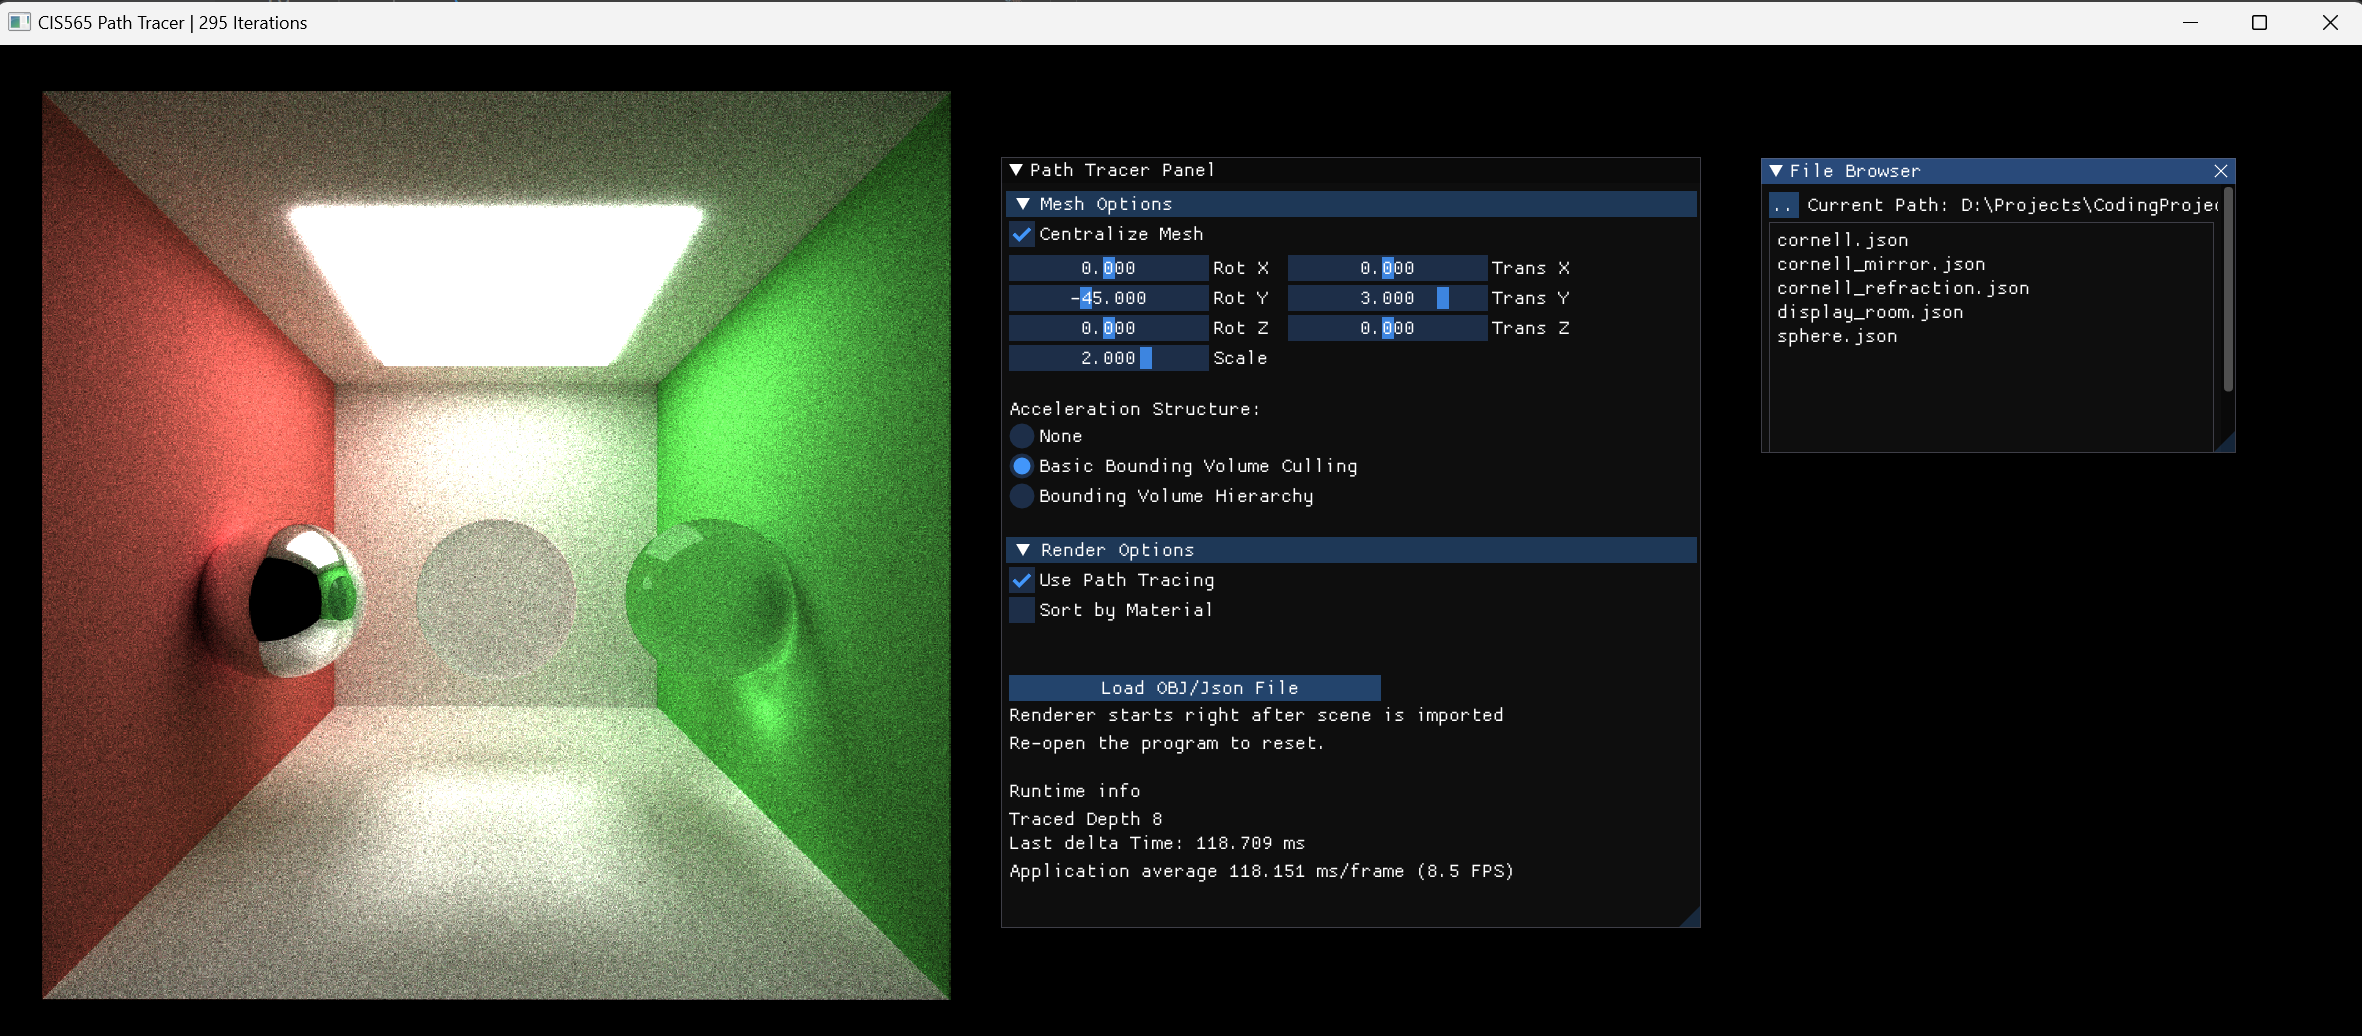 CIS565 Path Tracer | 295 Iterations
Path Tracer Panel
Mesh Options
Centralize Mesh
0.000 Rot X 0.000 Trans X
-45.000 Rot Y 3.000 Trans Y
0.000 Rot Z 0.000 Trans Z
2.000 Scale
Acceleration Structure:
None
Basic Bounding Volume Culling
Bounding Volume Hierarchy
Render Options
Use Path Tracing
Sort by Material
Load OBJ/Json File
Renderer starts right after scene is imported
Re-open the program to reset.
Runtime info
Traced Depth 8
Last delta Time: 118.709 ms
Application average 118.151 ms/frame (8.5 FPS)
File Browser
.. Current Path: D:\Projects\CodingProjec
cornell.json
cornell_mirror.json
cornell_refraction.json
display_room.json
sphere.json